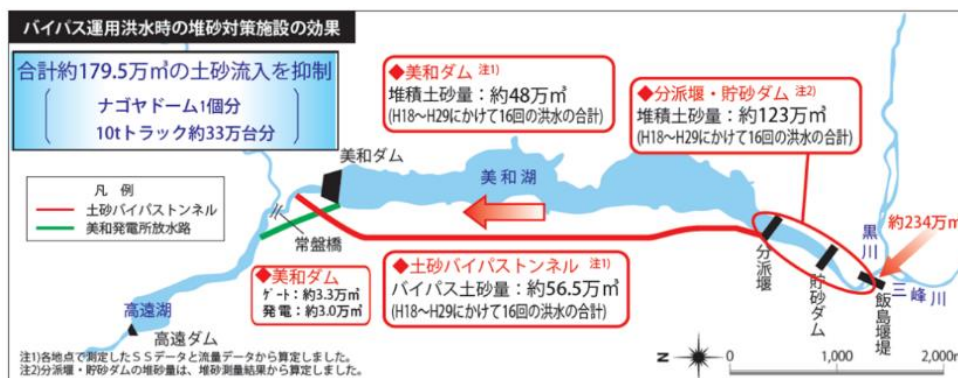 バイパス運用洪水時の堆砂対策施設の効果
合計約179.5万㎥の土砂流入を抑制
ナゴヤドーム1個分
10tトラック約33万台分
◆美和ダム 注1)
堆積土砂量：約48万㎥
(H18～H29にかけて16回の洪水の合計)
◆分派堰・貯砂ダム 注2)
堆積土砂量：約123万㎥
(H18～H29にかけて16回の洪水の合計)
美和ダム
美和湖
凡 例
土砂バイパストンネル
美和発電所放水路
常盤橋
分派堰
貯砂ダム
黒川
約234万㎥
飯島堰堤
三峰川
◆美和ダム
ゲート：約3.3万㎥
発電：約3.0万㎥
◆土砂バイパストンネル 注1)
バイパス土砂量：約56.5万㎥
(H18～H29にかけて16回の洪水の合計)
高遠湖
高遠ダム
N
0 1,000 2,000m
注1)各地点で測定したＳＳデータと流量データから算定しました。
注2)分派堰・貯砂ダムの堆砂量は、堆砂測量結果から算定しました。